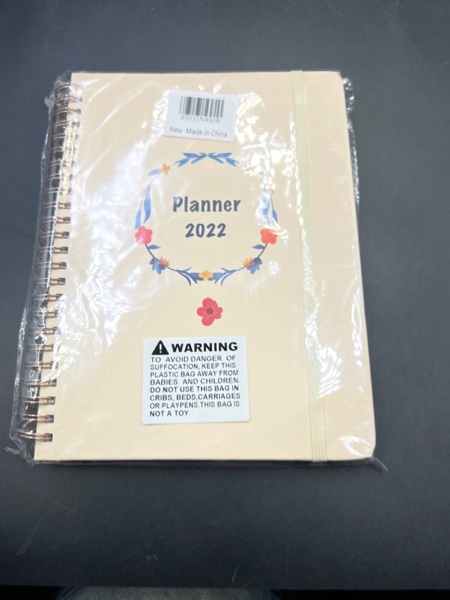 New Made in China
Planner
2022
WARNING
TO AVOID DANGER OF
SUFFOCATION, KEEP THIS
PLASTIC BAG AWAY FROM
BABIES AND CHILDREN.
DO NOT USE THIS BAG IN
CRIBS, BEDS,CARRIAGES
OR PLAYPENS.THIS BAG IS
NOT A TOY.